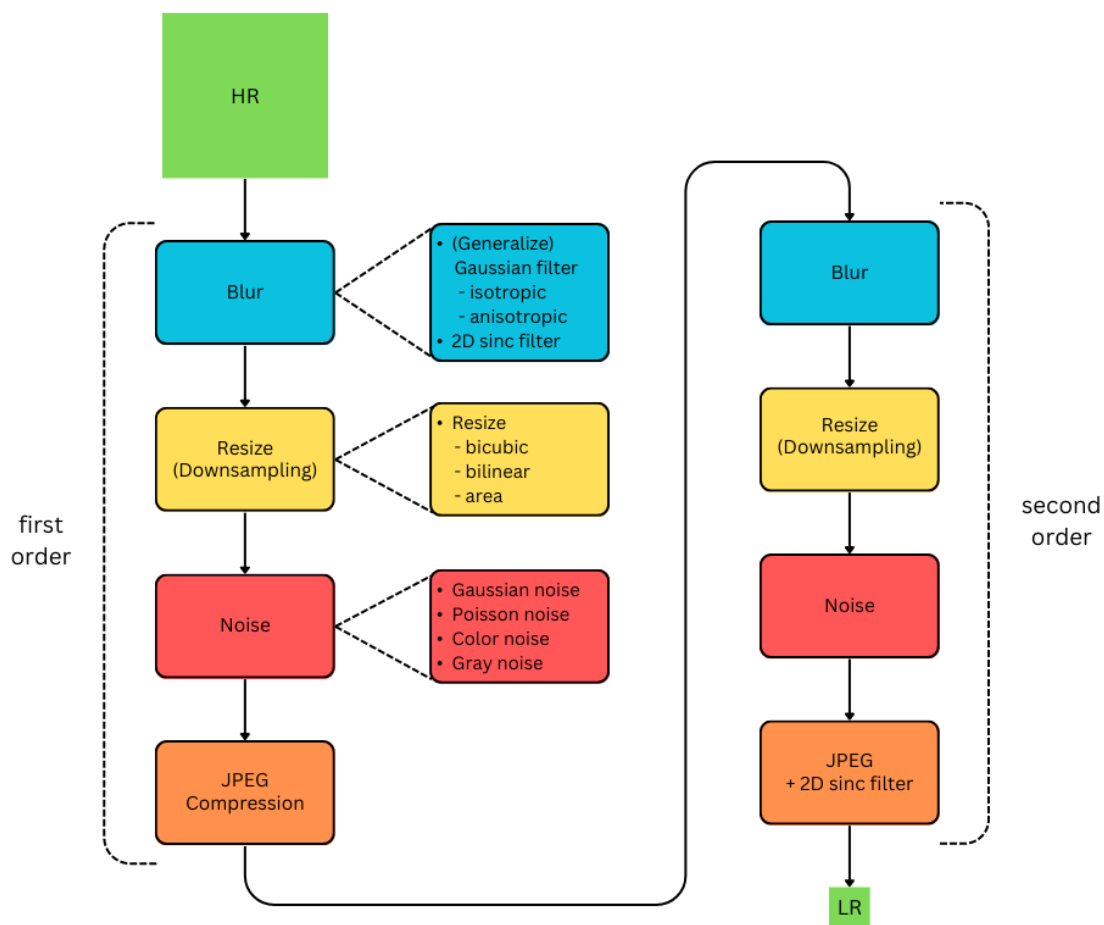 HR
first
order
Blur
• (Generalize)
Gaussian filter
- isotropic
- anisotropic
• 2D sinc filter
Resize
(Downsampling)
• Resize
- bicubic
- bilinear
- area
Noise
• Gaussian noise
• Poisson noise
• Color noise
• Gray noise
JPEG
Compression
Blur
Resize
(Downsampling)
Noise
JPEG
+ 2D sinc filter
second
order
LR